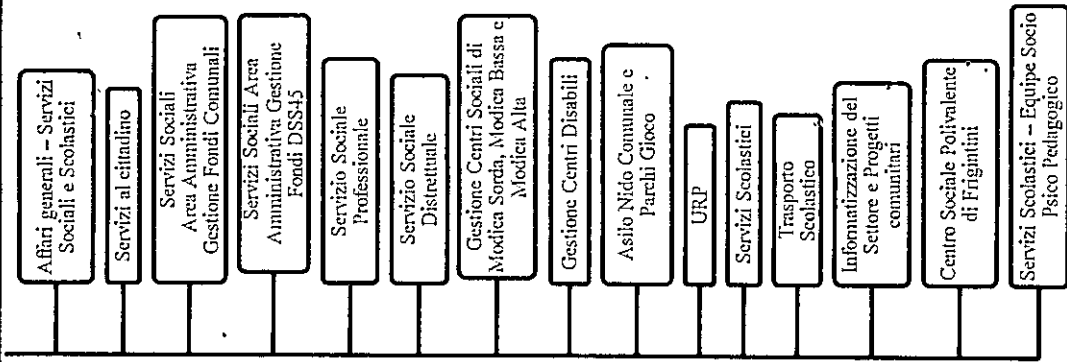 Affari generali – Servizi
Sociali e Scolastici
Servizi al cittadino
Servizi Sociali
Area Amministrativa
Gestione Fondi Comunali
Servizi Sociali Area
Amministrativa Gestione
Fondi DSS45
Servizio Sociale
Professionale
Servizio Sociale
Distrettuale
Gestione Centri Sociali di
Modica Sorda, Modica Bassa e
Modica Alta
Gestione Centri Disabili
Asilo Nido Comunale e
Parchi Gioco
URP
Servizi Scolastici
Trasporto
Scolastico
Informatizzazione del
Settore e Progetti
comunitari
Centro Sociale Polivalente
di Frigintini
Servizi Scolastici – Equipe Socio
Psico Pedagogico